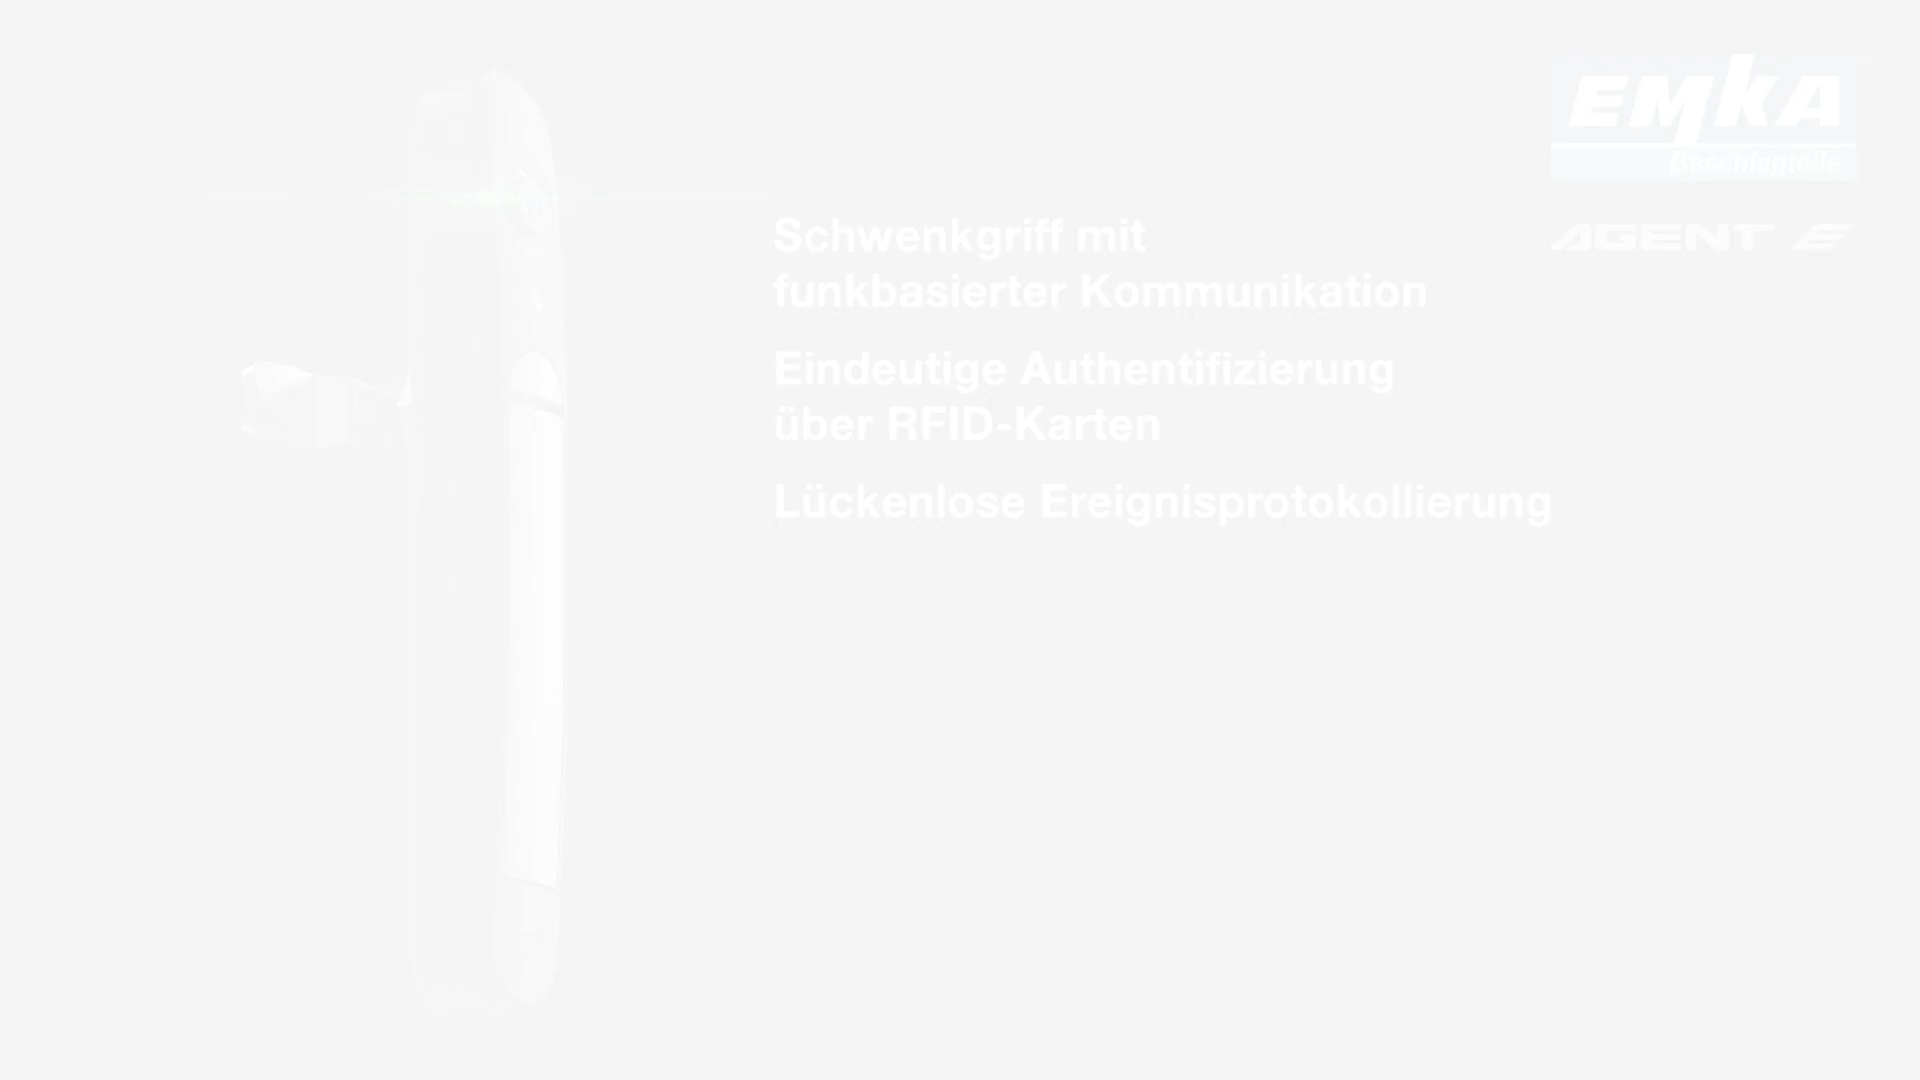 EMKA
Beschlagteile
AGENT E
Schwenkgriff mit
funkbasierter Kommunikation
Eindeutige Authentifizierung
über RFID-Karten
Lückenlose Ereignisprotokollierung